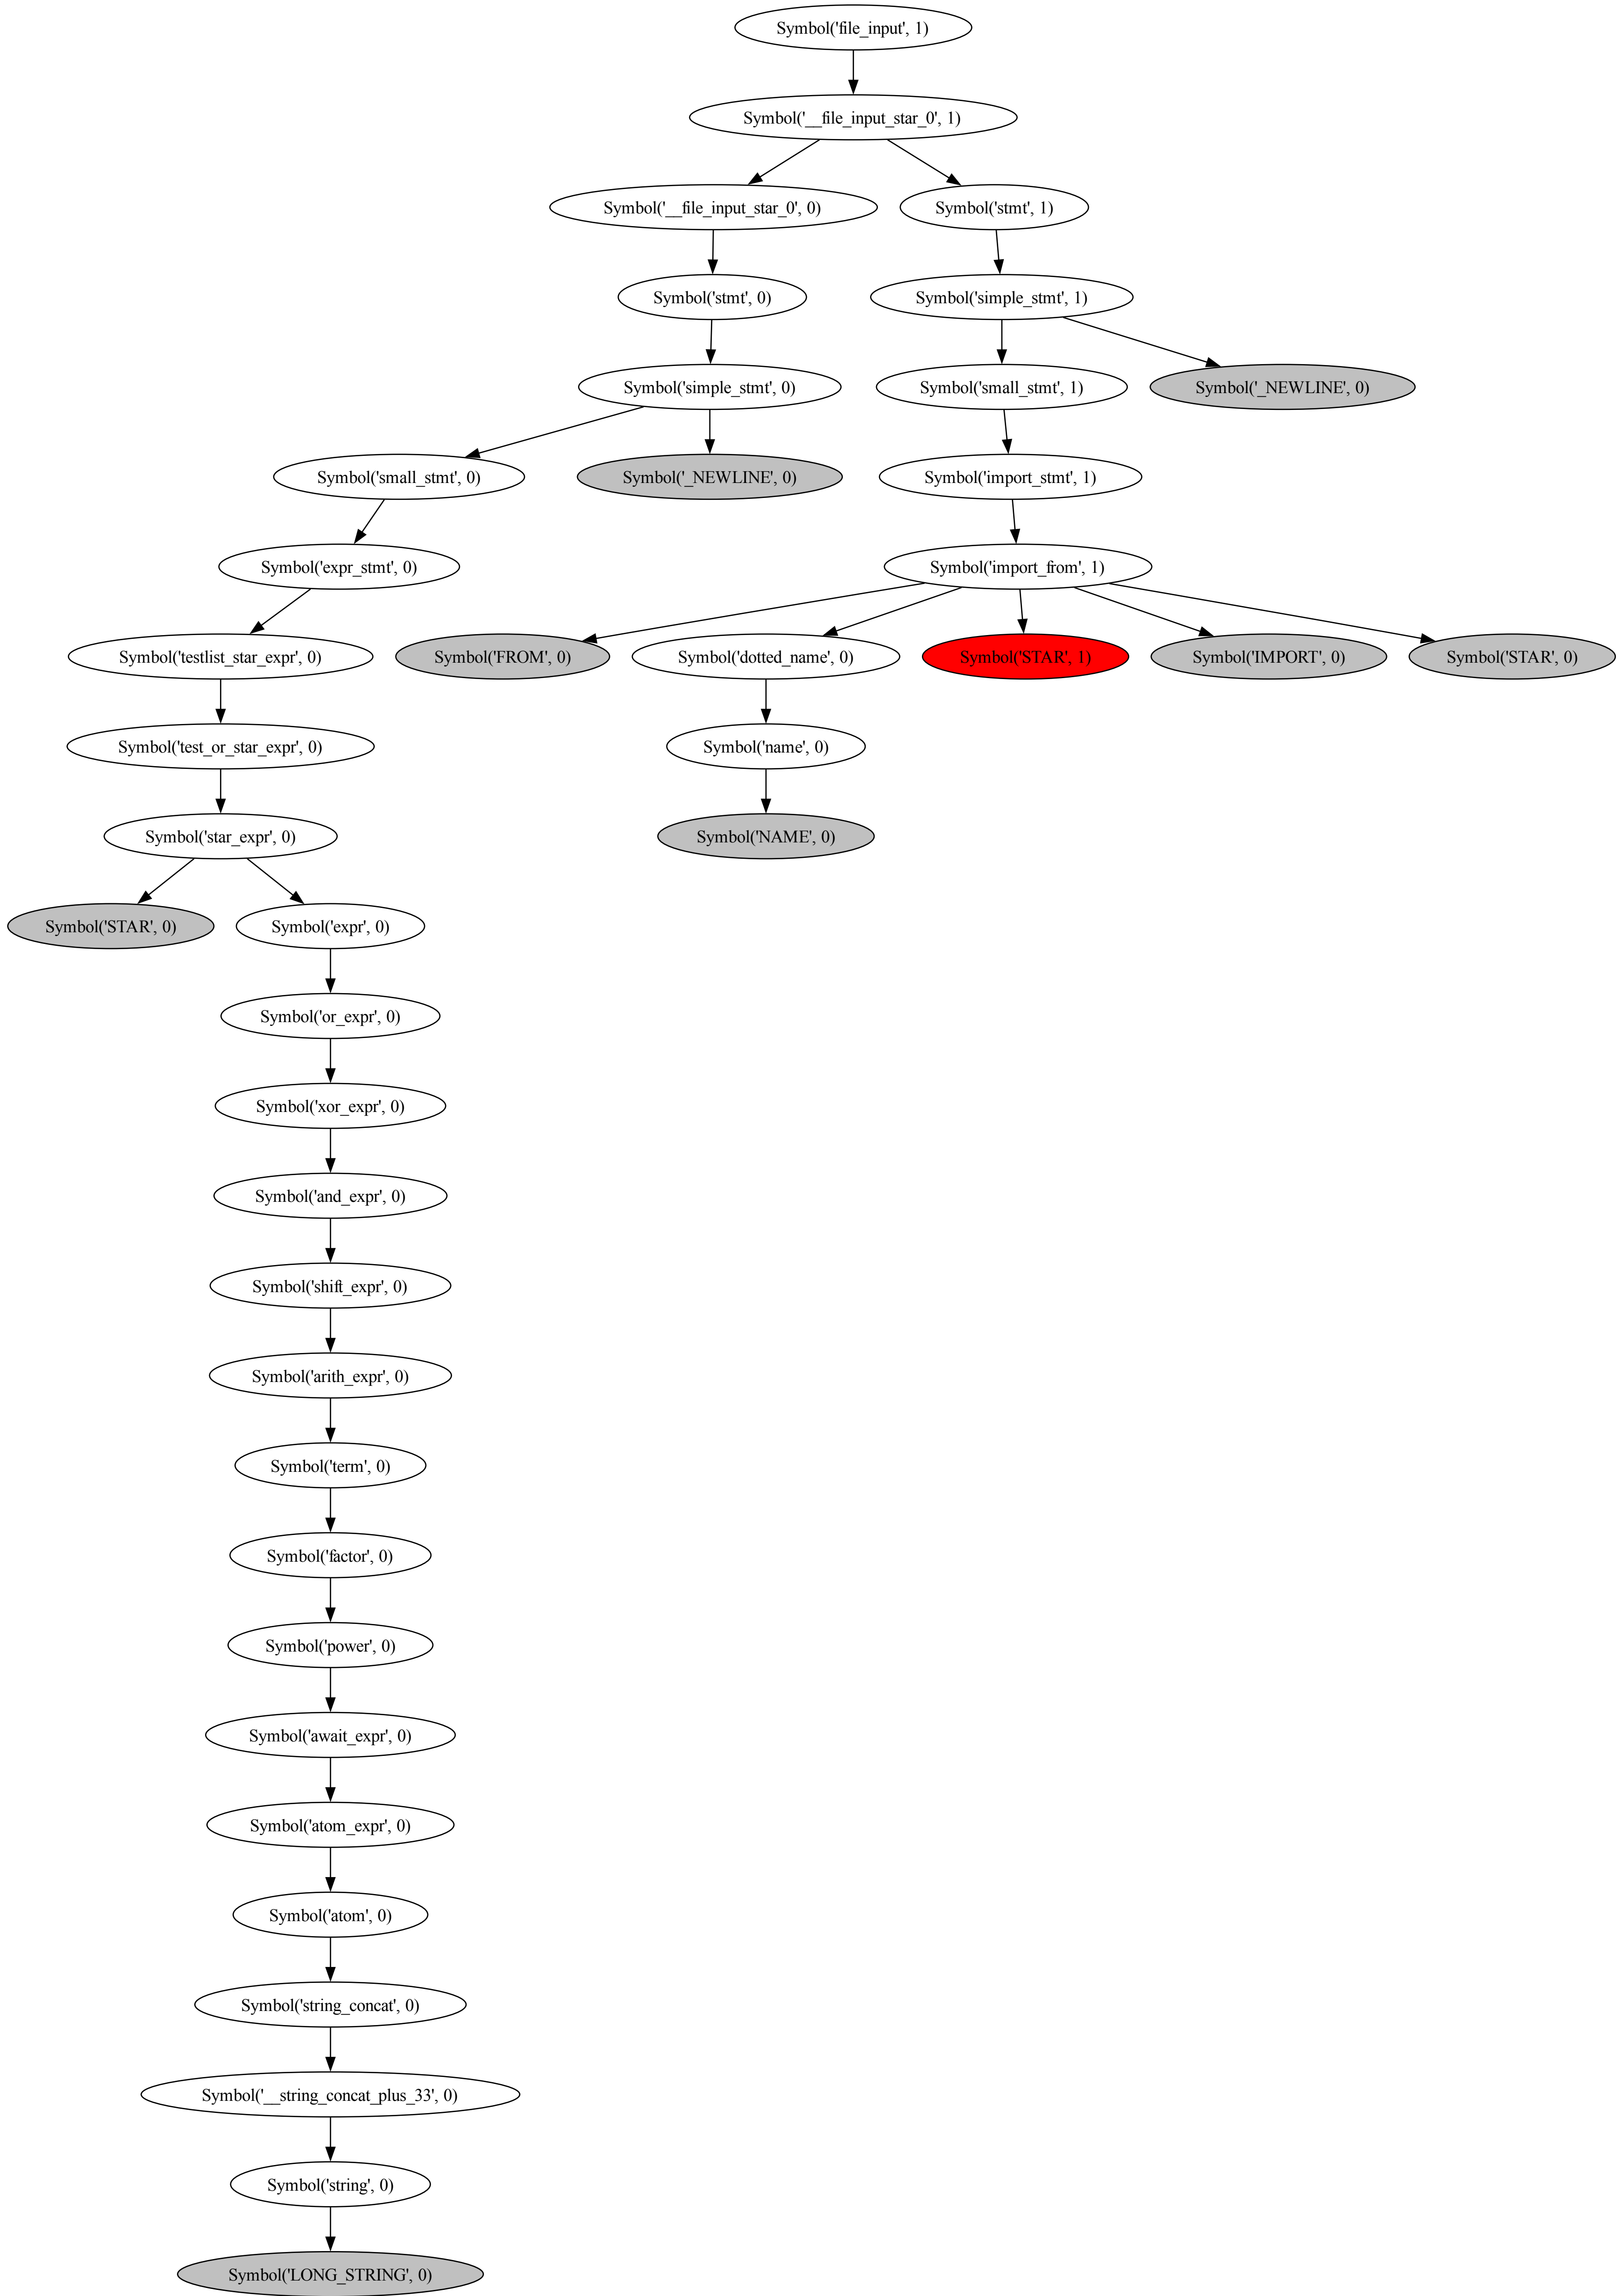 Symbol('file_input', 1)
Symbol('__file_input_star_0', 1)
Symbol('__file_input_star_0', 0)
Symbol('stmt', 1)
Symbol('stmt', 0)
Symbol('simple_stmt', 1)
Symbol('simple_stmt', 0)
Symbol('small_stmt', 1)
Symbol('_NEWLINE', 0)
Symbol('small_stmt', 0)
Symbol('_NEWLINE', 0)
Symbol('import_stmt', 1)
Symbol('expr_stmt', 0)
Symbol('import_from', 1)
Symbol('testlist_star_expr', 0)
Symbol('FROM', 0)
Symbol('dotted_name', 0)
Symbol('STAR', 1)
Symbol('IMPORT', 0)
Symbol('STAR', 0)
Symbol('test_or_star_expr', 0)
Symbol('name', 0)
Symbol('star_expr', 0)
Symbol('NAME', 0)
Symbol('STAR', 0)
Symbol('expr', 0)
Symbol('or_expr', 0)
Symbol('xor_expr', 0)
Symbol('and_expr', 0)
Symbol('shift_expr', 0)
Symbol('arith_expr', 0)
Symbol('term', 0)
Symbol('factor', 0)
Symbol('power', 0)
Symbol('await_expr', 0)
Symbol('atom_expr', 0)
Symbol('atom', 0)
Symbol('string_concat', 0)
Symbol('__string_concat_plus_33', 0)
Symbol('string', 0)
Symbol('LONG_STRING', 0)